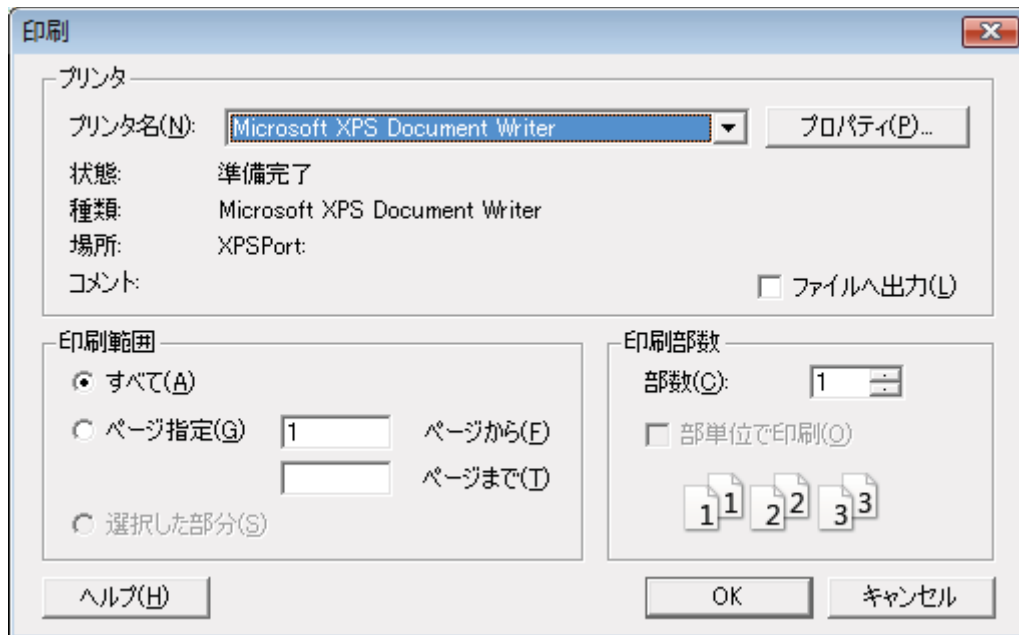 印刷
プリンタ
プリンタ名(N): Microsoft XPS Document Writer プロパティ(P)...
状態: 準備完了
種類: Microsoft XPS Document Writer
場所: XPSPort:
コメント: ファイルへ出力(L)
印刷範囲
すべて(A)
ページ指定(G) 1 ページから(F)
ページまで(T)
選択した部分(S)
印刷部数
部数(C): 1
部単位で印刷(O)
1 1 2 2 3 3
ヘルプ(H) OK キャンセル